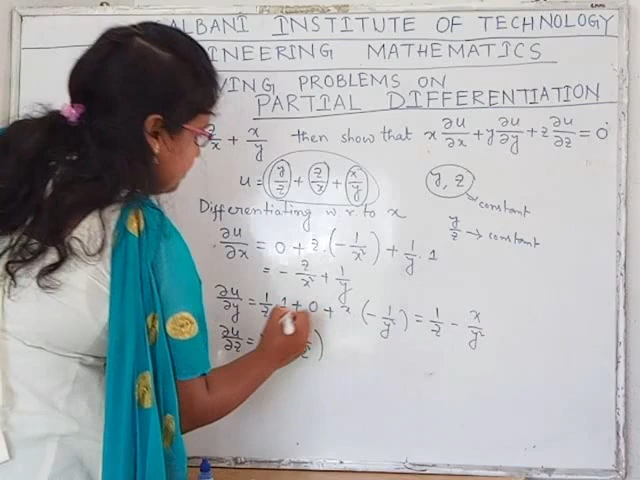 ALBANI INSTITUTE OF TECHNOLOGY
NEERING MATHEMATICS
VING PROBLEMS ON
PARTIAL DIFFERENTIATION
z/x + x/y then show that x ∂u/∂x + y ∂u/∂y + z ∂u/∂z = 0
u = (y/z) + (z/x) + (x/y)
y, z → constant
Differentiating w.r.to x
y/z → constant
∂u/∂x = 0 + z.(-1/x²) + 1/y . 1
= - z/x² + 1/y
∂u/∂y = 1/z . 1 + 0 + x (-1/y²) = 1/z - x/y²
∂u/∂z =